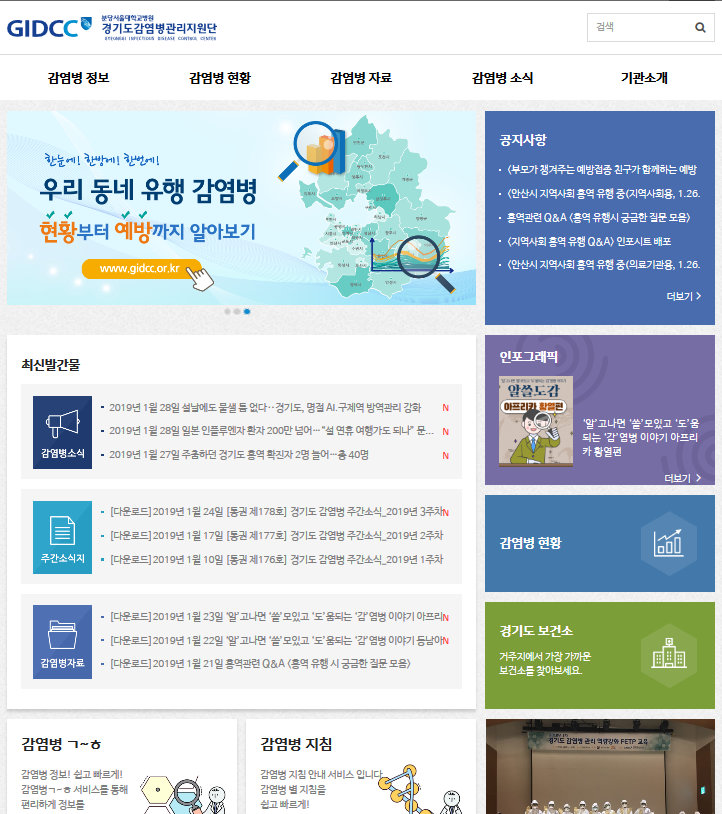 GIDCC
분당서울대학교병원
경기도감염병관리지원단
GYEONGGI INFECTIOUS DISEASE CONTROL CENTER
검색
감염병 정보
감염병 현황
감염병 자료
감염병 소식
기관소개
한눈에! 한방에! 한번에!
우리 동네 유행 감염병
현황부터 예방까지 알아보기
www.gidcc.or.kr
공지사항
<부모가 챙겨주는 예방접종 친구가 함께하는 예방
<안산시 지역사회 홍역 유행 중(지역사회용, 1.26.
홍역관련 Q&A <홍역 유행시 궁금한 질문 모음>
<지역사회 홍역 유행 Q&A> 인포시트 배포
<안산시 지역사회 홍역 유행 중(의료기관용, 1.26.
더보기 >
최신발간물
감염병소식
2019년 1월 28일 설날에도 물샐 틈 없다…경기도, 명절 AI.구제역 방역관리 강화 N
2019년 1월 28일 일본 인플루엔자 환자 200만 넘어…"설 연휴 여행가도 되나" 문... N
2019년 1월 27일 주춤하던 경기도 홍역 확진자 2명 늘어…총 40명 N
주간소식지
[다운로드] 2019년 1월 24일 [통권 제178호] 경기도 감염병 주간소식_2019년 3주차 N
[다운로드] 2019년 1월 17일 [통권 제177호] 경기도 감염병 주간소식_2019년 2주차
[다운로드] 2019년 1월 10일 [통권 제176호] 경기도 감염병 주간소식_2019년 1주차
감염병자료
[다운로드] 2019년 1월 23일 '알'고나면 '쓸'모있고 '도'움되는 '감'염병 이야기 아프리 N
[다운로드] 2019년 1월 22일 '알'고나면 '쓸'모있고 '도'움되는 '감'염병 이야기 동남아 N
[다운로드] 2019년 1월 21일 홍역관련 Q&A <홍역 유행 시 궁금한 질문 모음>
인포그래픽
알쓸도감
아프리카 황열편
'알'고나면 '쓸'모있고 '도'움
되는 '감'염병 이야기 아프리
카 황열편
더보기 >
감염병 현황
경기도 보건소
거주지에서 가장 가까운
보건소를 찾아보세요.
감염병 ㄱ~ㅎ
감염병 정보! 쉽고 빠르게!
감염병ㄱ~ㅎ 서비스를 통해
편리하게 정보를
감염병 지침
감염병 지침 안내 서비스 입니다
감염병 별 지침을
쉽고 빠르게!
경기도 감염병 관리 역량강화 FETP 교육